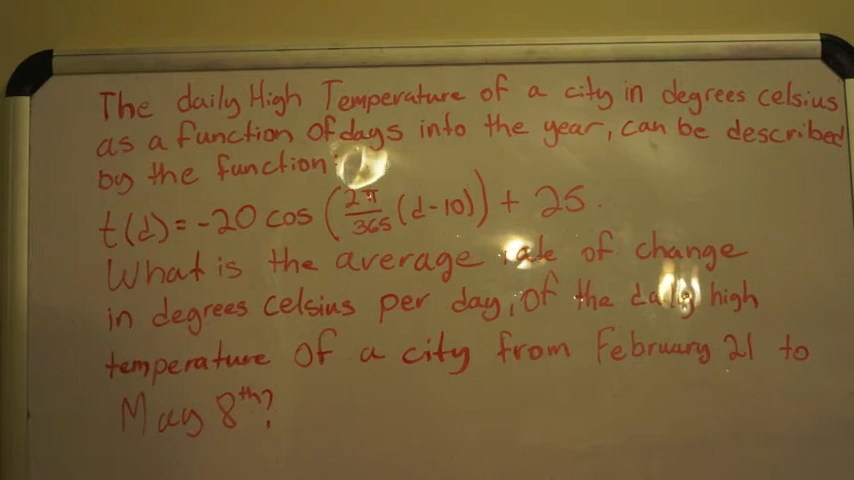 The daily High Temperature of a city in degrees celsius
as a function of days into the year, can be described
by the function:
t(d) = -20 cos (2π/365 (d-10)) + 25.
What is the average rate of change
in degrees celsius per day, of the daily high
temperature of a city from February 21 to
May 8th?